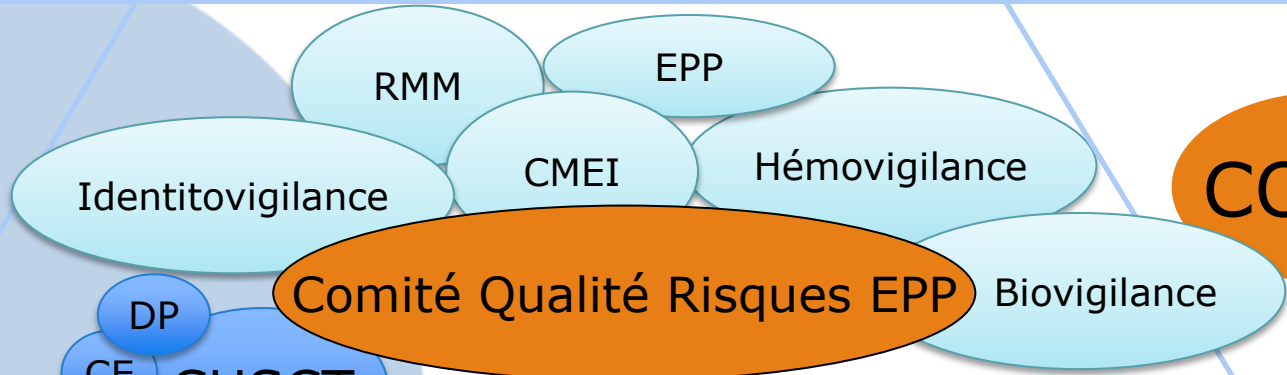 EPP
RMM
Hémovigilance
CMEI
Identitovigilance
Comité Qualité Risques EPP
Biovigilance
DP